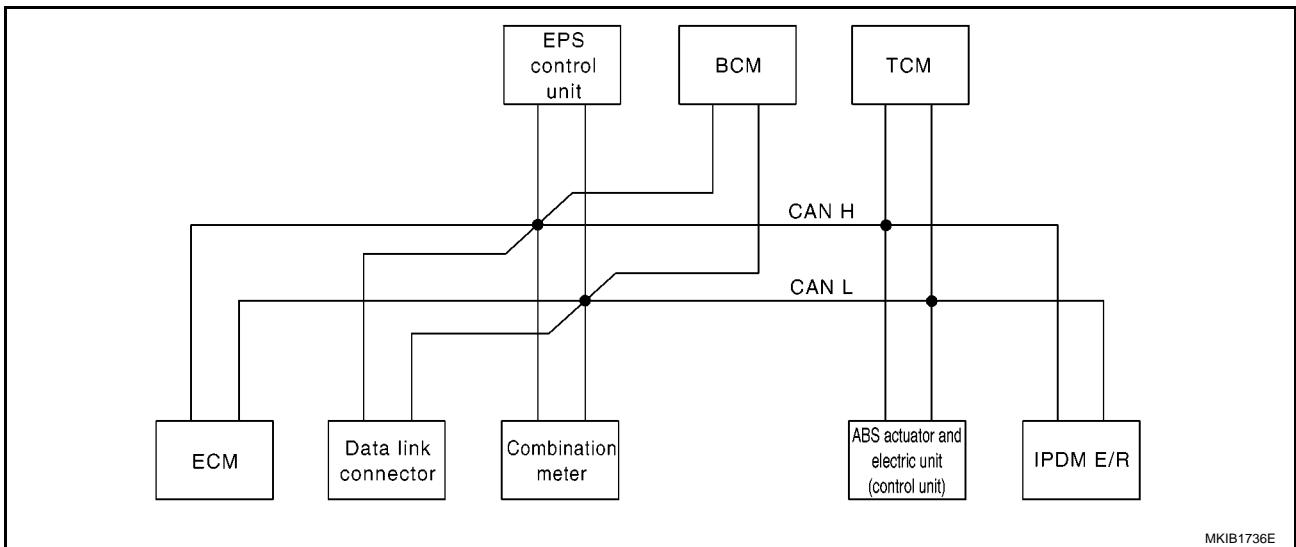 EPS
control
unit
BCM
TCM
CAN H
CAN L
ECM
Data link
connector
Combination
meter
ABS actuator and
electric unit
(control unit)
IPDM E/R
MKIB1736E